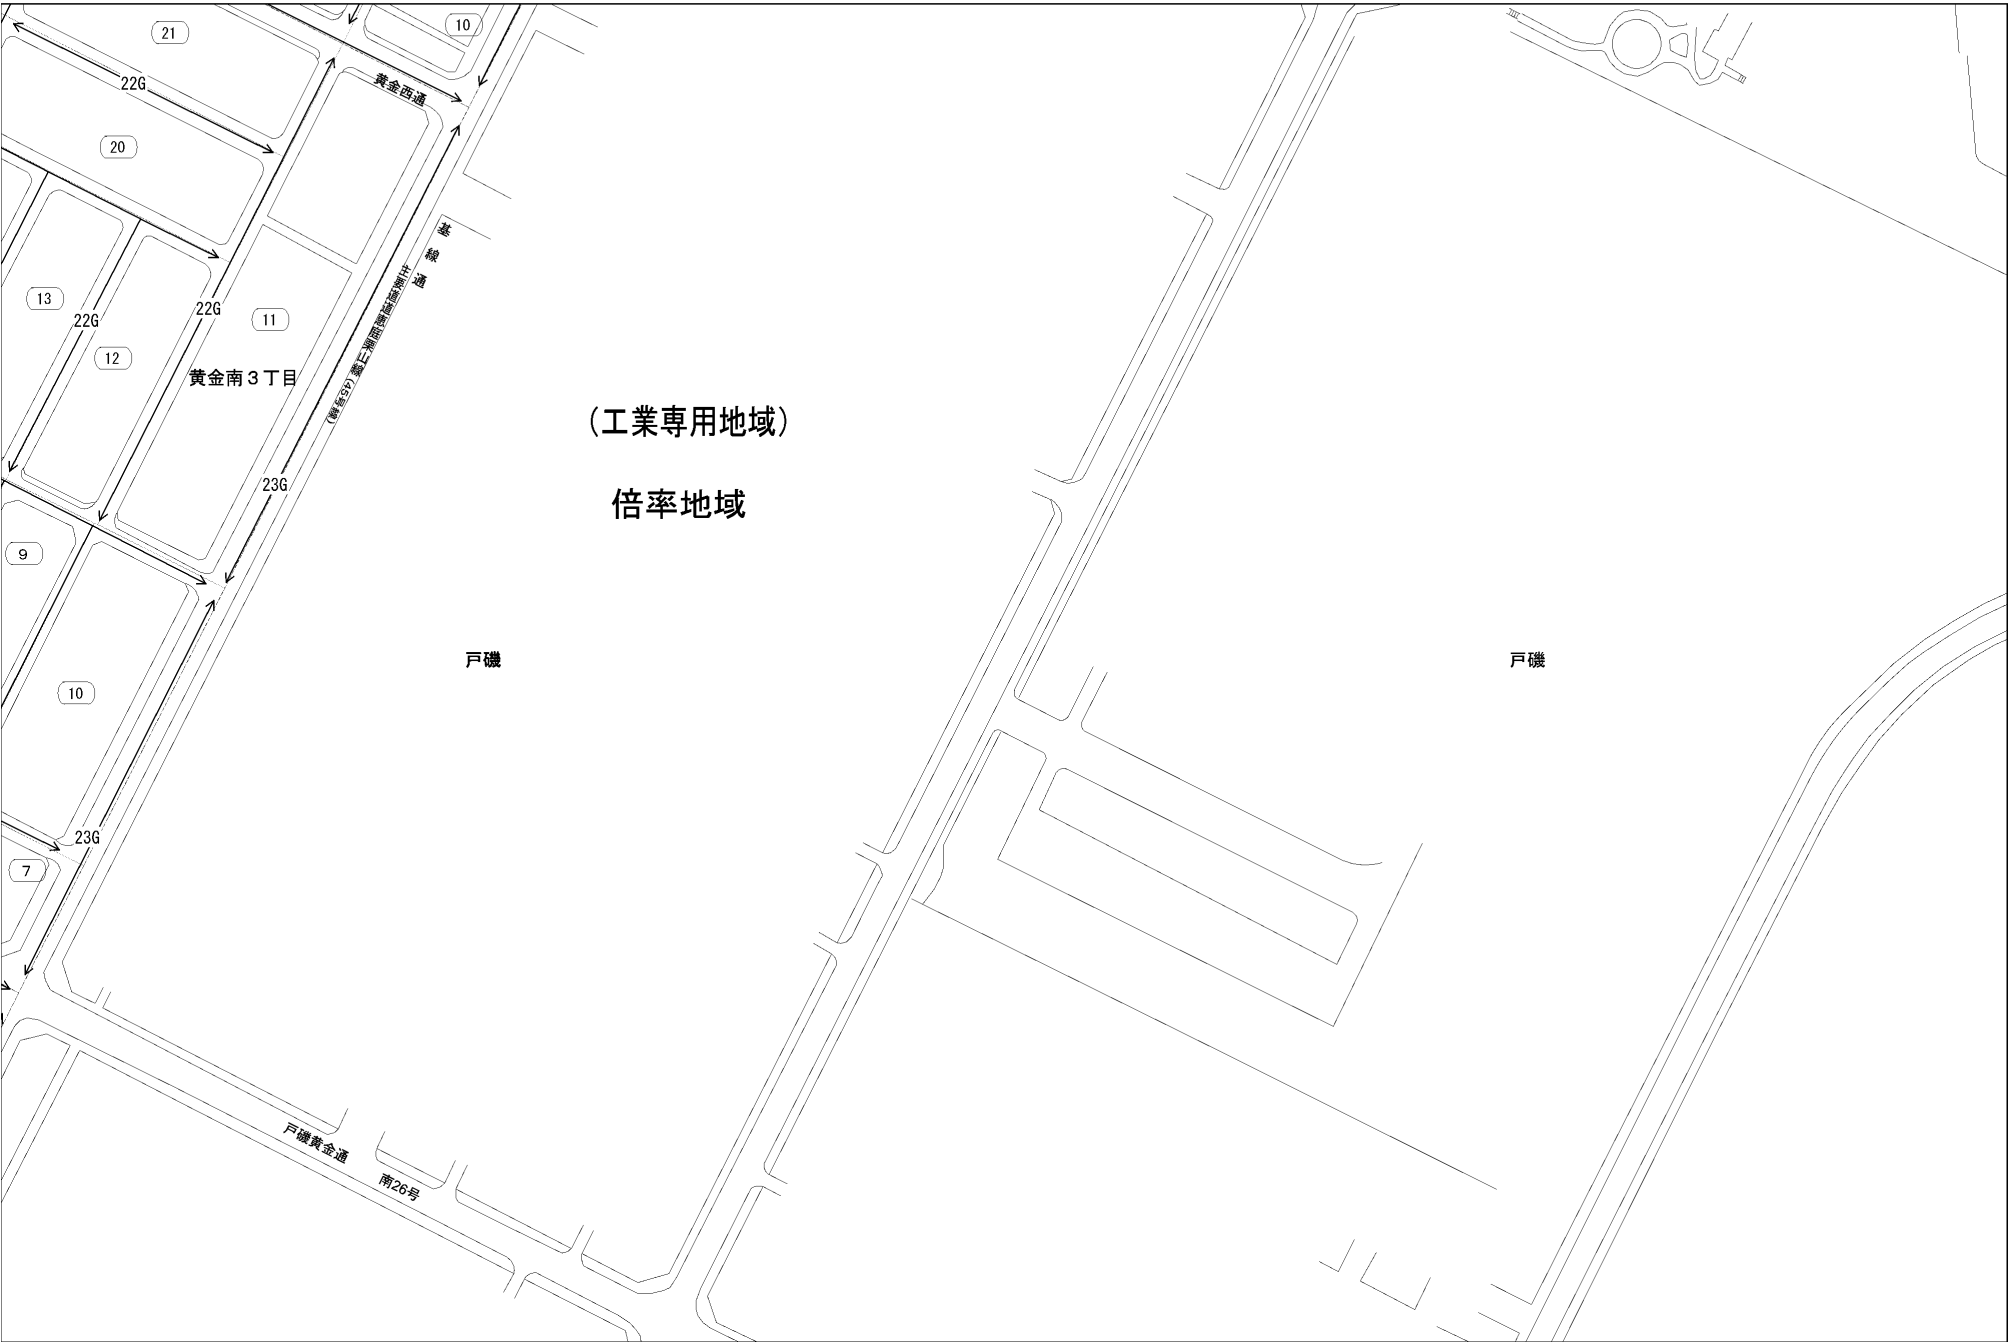 21
10
22G
黄金西通
20
基線通
13
22G
22G
11
主要道道恵庭栗山線(45号線)
12
黄金南3丁目
(工業専用地域)
23G
倍率地域
9
戸磯
戸磯
10
23G
7
戸磯黄金通
南26号